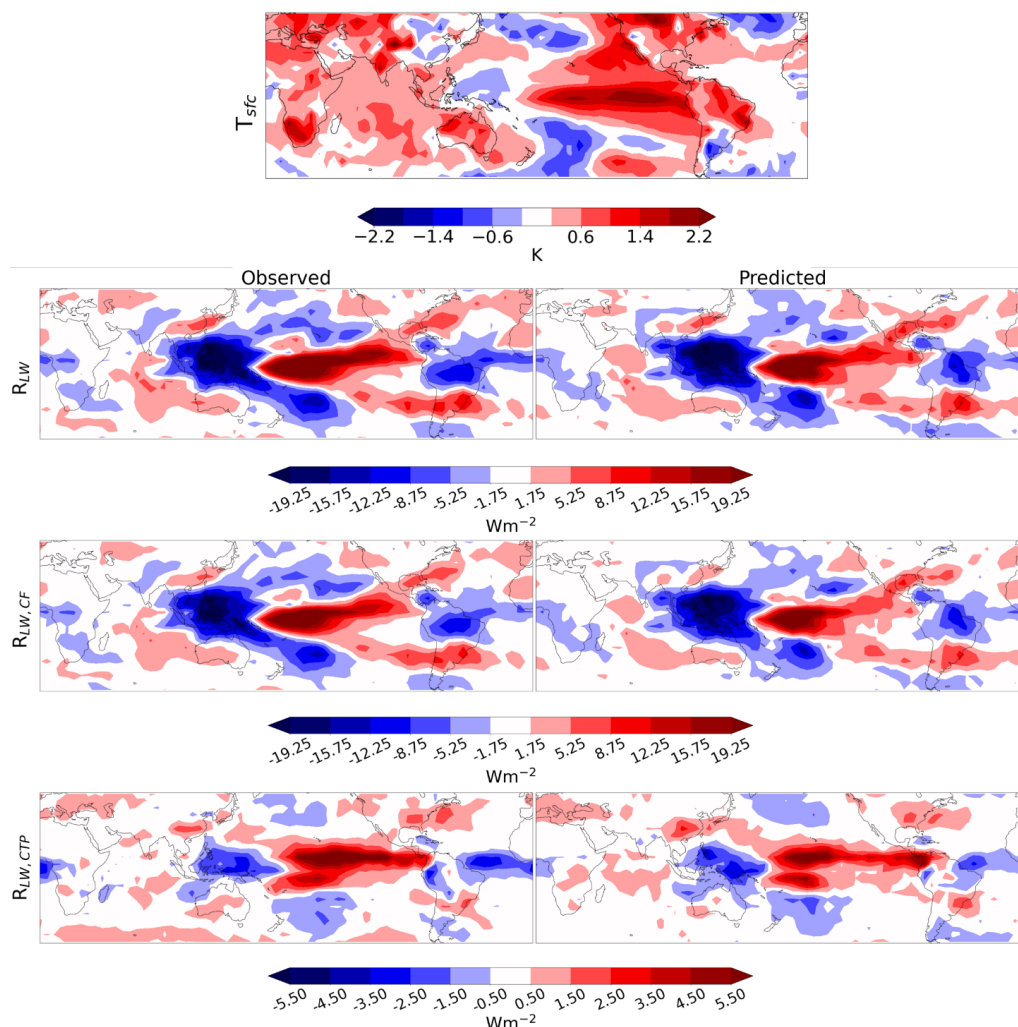 T_sfc
−2.2 −1.4 −0.6 0.6 1.4 2.2
K
Observed Predicted
R_LW
-19.25 -15.75 -12.25 -8.75 -5.25 -1.75 1.75 5.25 8.75 12.25 15.75 19.25
Wm⁻²
R_LW,CF
-19.25 -15.75 -12.25 -8.75 -5.25 -1.75 1.75 5.25 8.75 12.25 15.75 19.25
Wm⁻²
R_LW,CTP
-5.50 -4.50 -3.50 -2.50 -1.50 -0.50 0.50 1.50 2.50 3.50 4.50 5.50
Wm⁻²